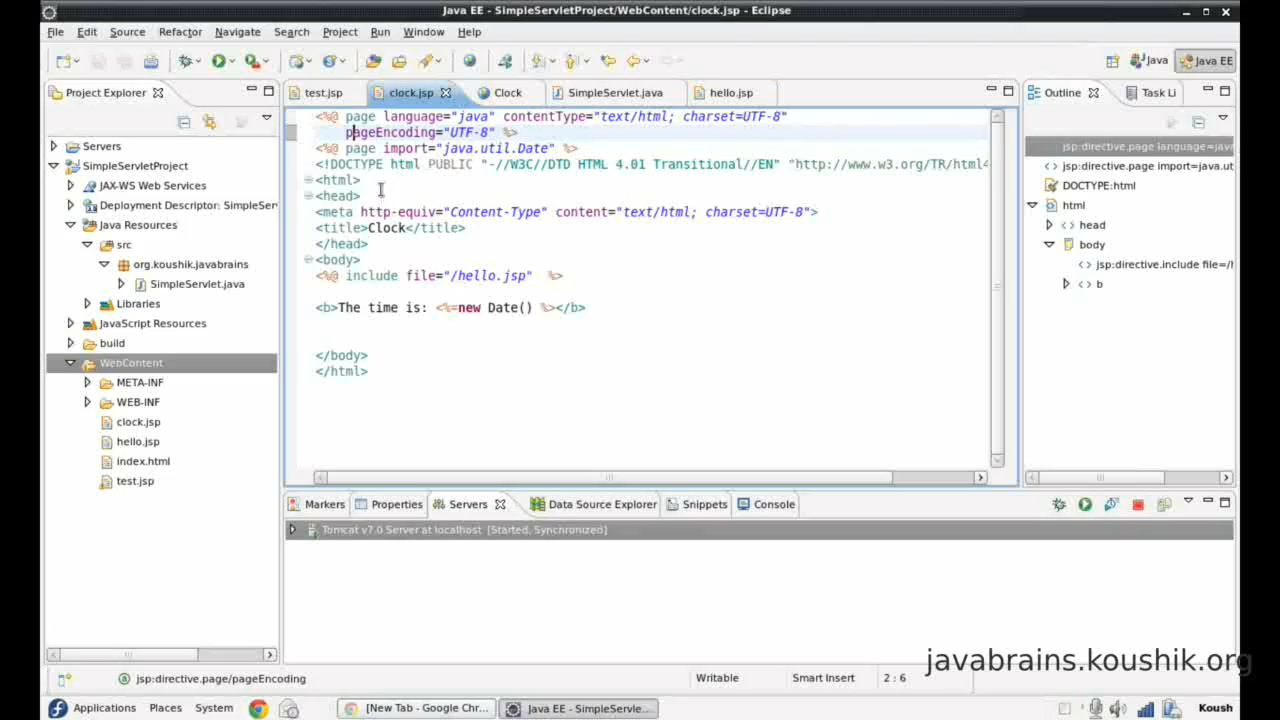 Java EE - SimpleServletProject/WebContent/clock.jsp - Eclipse
File Edit Source Refactor Navigate Search Project Run Window Help
Java Java EE
Project Explorer
test.jsp clock.jsp Clock SimpleServlet.java hello.jsp
Outline Task Li
Servers
SimpleServletProject
JAX-WS Web Services
Deployment Descriptor: SimpleSer
Java Resources
src
org.koushik.javabrains
SimpleServlet.java
Libraries
JavaScript Resources
build
WebContent
META-INF
WEB-INF
clock.jsp
hello.jsp
index.html
test.jsp
<%@ page language="java" contentType="text/html; charset=UTF-8"
pageEncoding="UTF-8" %>
<%@ page import="java.util.Date" %>
<!DOCTYPE html PUBLIC "-//W3C//DTD HTML 4.01 Transitional//EN" "http://www.w3.org/TR/html4
<html>
<head>
<meta http-equiv="Content-Type" content="text/html; charset=UTF-8">
<title>Clock</title>
</head>
<body>
<%@ include file="/hello.jsp" %>
<b>The time is: <%=new Date() %></b>
</body>
</html>
jsp:directive.page language=java
jsp:directive.page import=java.ut
DOCTYPE:html
html
head
body
jsp:directive.include file=/h
b
Markers Properties Servers Data Source Explorer Snippets Console
Tomcat v7.0 Server at localhost [Started, Synchronized]
javabrains.koushik.org
jsp:directive.page/pageEncoding Writable Smart Insert 2 : 6
Applications Places System [New Tab - Google Chr... Java EE - SimpleServle... Koush